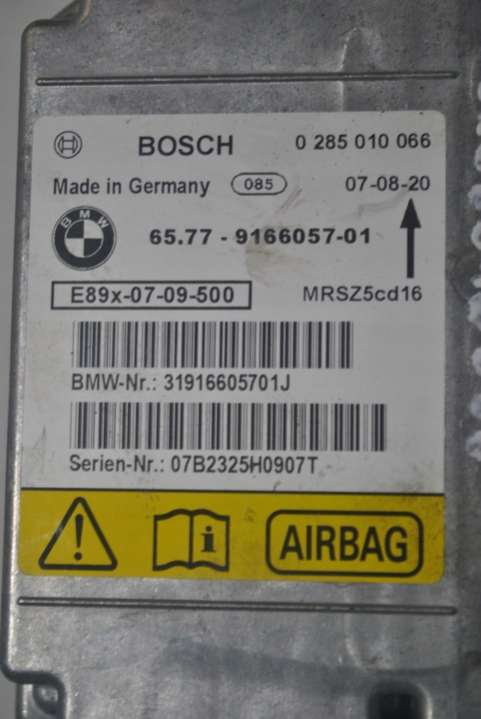 BOSCH 0 285 010 066
Made in Germany 085 07-08-20
BMW 65.77 - 9166057-01
E89x-07-09-500 MRSZ5cd16
BMW-Nr.: 31916605701J
Serien-Nr.: 07B2325H0907T
! i AIRBAG